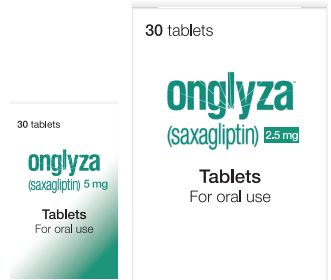 30 tablets
onglyza
(saxagliptin) 5 mg
Tablets
For oral use
30 tablets
onglyza™
(saxagliptin) 2.5 mg
Tablets
For oral use